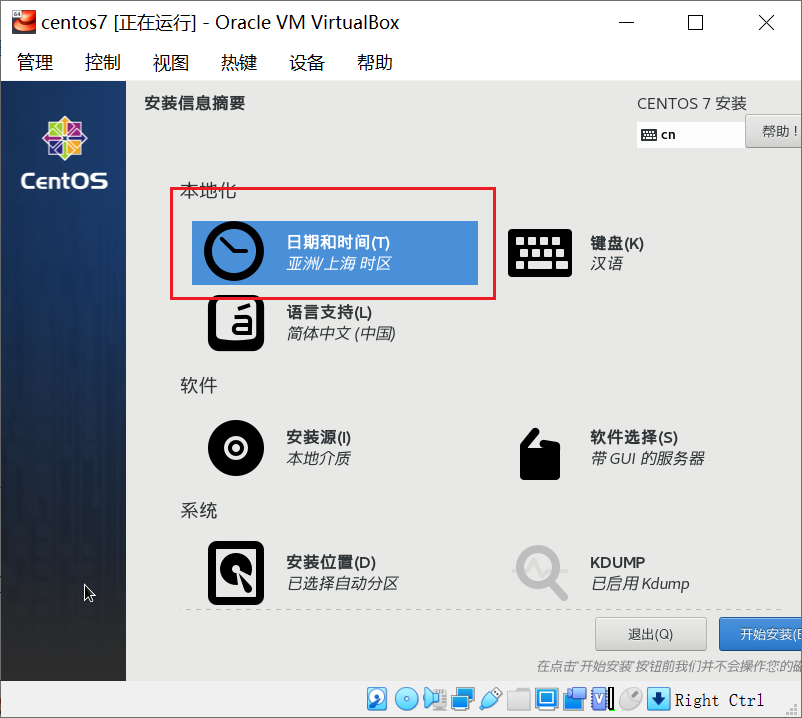 centos7 [正在运行] - Oracle VM VirtualBox
管理 控制 视图 热键 设备 帮助
安装信息摘要
CENTOS 7 安装
cn
帮助！
CentOS
本地化
日期和时间(T)
亚洲/上海 时区
键盘(K)
汉语
语言支持(L)
简体中文 (中国)
软件
安装源(I)
本地介质
软件选择(S)
带 GUI 的服务器
系统
安装位置(D)
已选择自动分区
KDUMP
已启用 Kdump
退出(Q)
开始安装(
在点击"开始安装"按钮前我们并不会操作您的
Right Ctrl